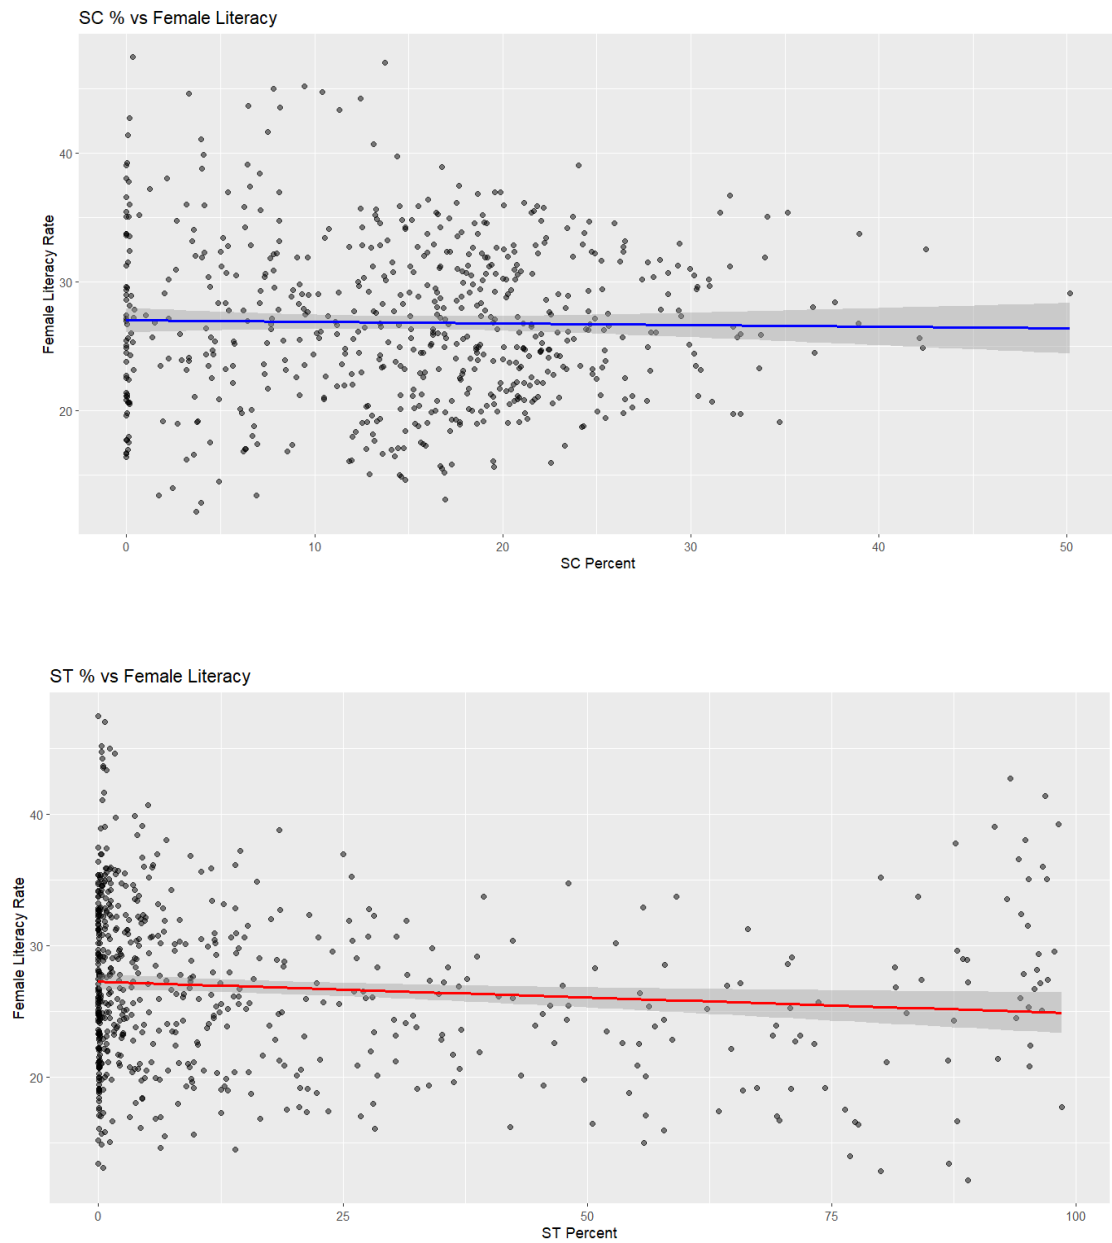 SC % vs Female Literacy
Female Literacy Rate
40
30
20
0 10 20 30 40 50
SC Percent
ST % vs Female Literacy
Female Literacy Rate
40
30
20
0 25 50 75 100
ST Percent